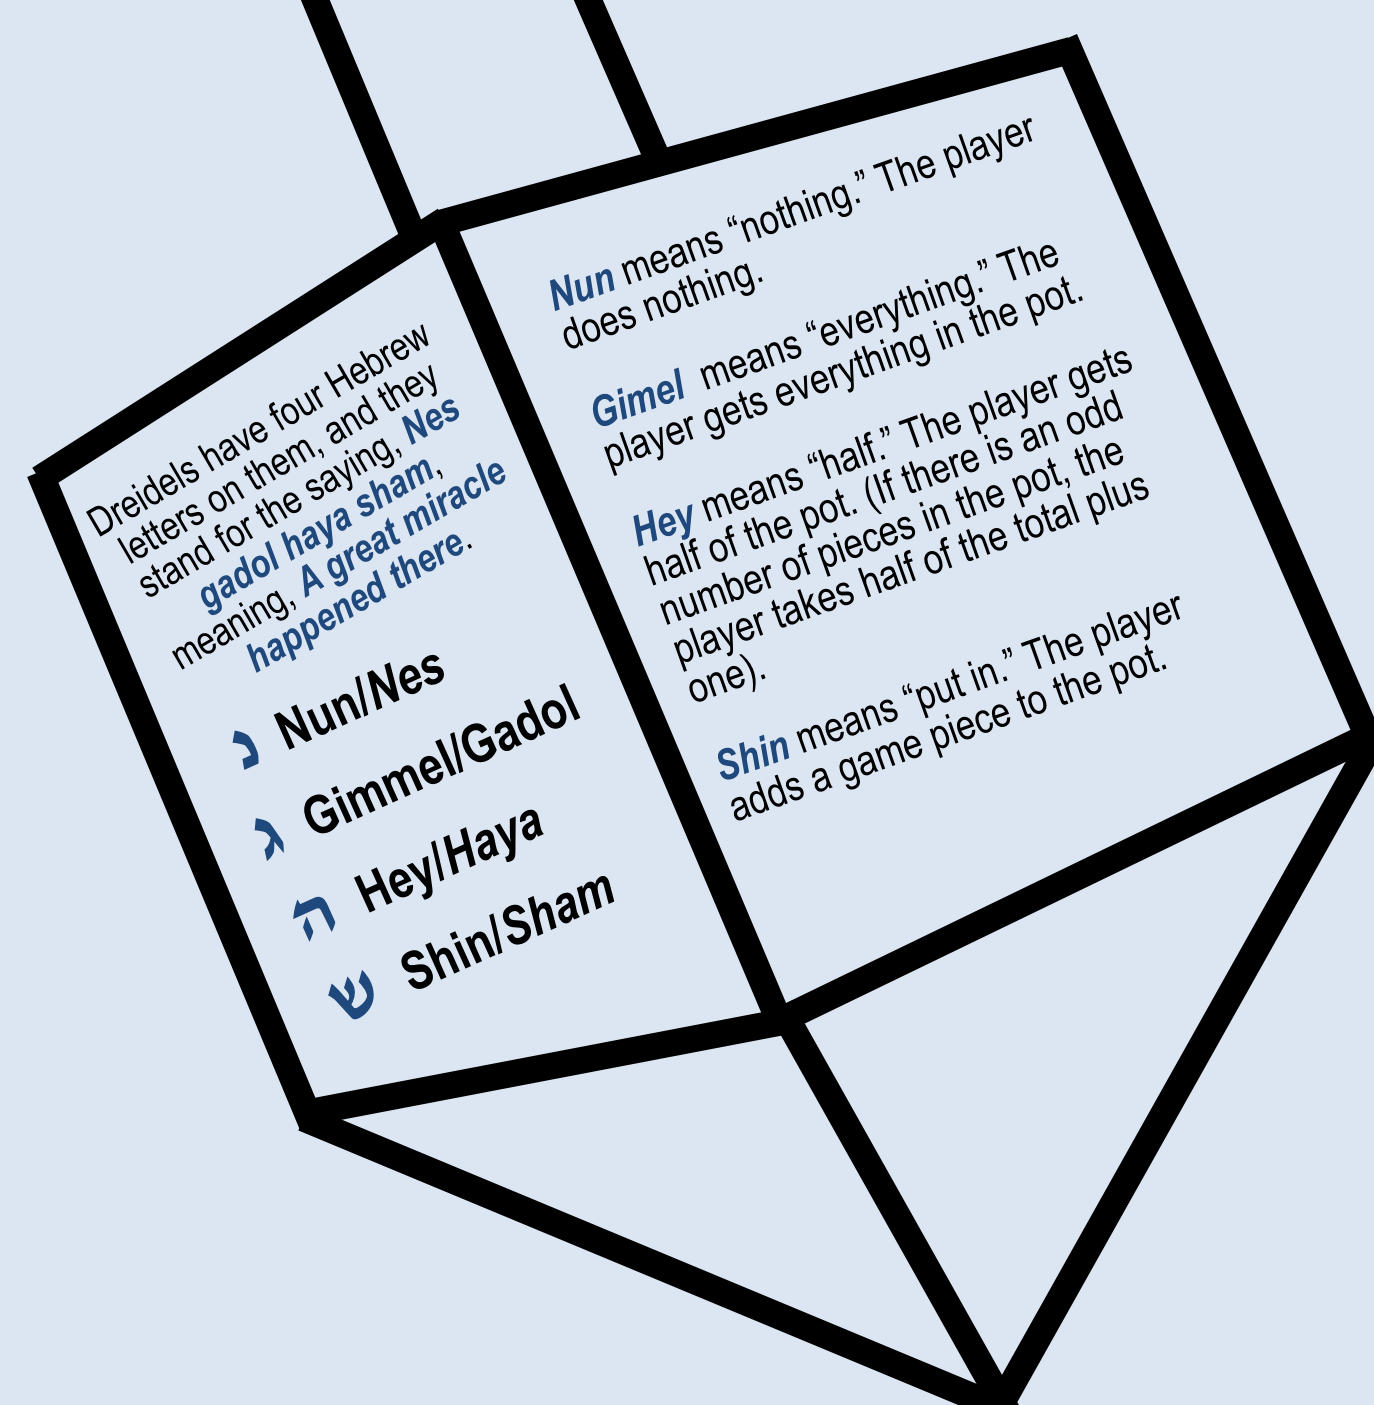 Dreidels have four Hebrew
letters on them, and they
stand for the saying, Nes
gadol haya sham,
meaning, A great miracle
happened there.
נ Nun/Nes
ג Gimmel/Gadol
ה Hey/Haya
ש Shin/Sham
Nun means “nothing.” The player
does nothing.
Gimel means “everything.” The
player gets everything in the pot.
Hey means “half.” The player gets
half of the pot. (If there is an odd
number of pieces in the pot, the
player takes half of the total plus
one).
Shin means “put in.” The player
adds a game piece to the pot.